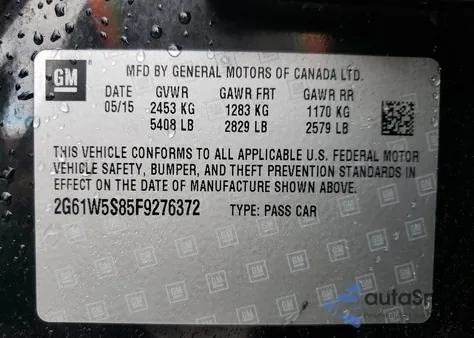 GM
MFD BY GENERAL MOTORS OF CANADA LTD.
DATE GVWR GAWR FRT GAWR RR
05/15 2453 KG 1283 KG 1170 KG
5408 LB 2829 LB 2579 LB
THIS VEHICLE CONFORMS TO ALL APPLICABLE U.S. FEDERAL MOTOR
VEHICLE SAFETY, BUMPER, AND THEFT PREVENTION STANDARDS IN
EFFECT ON THE DATE OF MANUFACTURE SHOWN ABOVE.
2G61W5S85F9276372 TYPE: PASS CAR